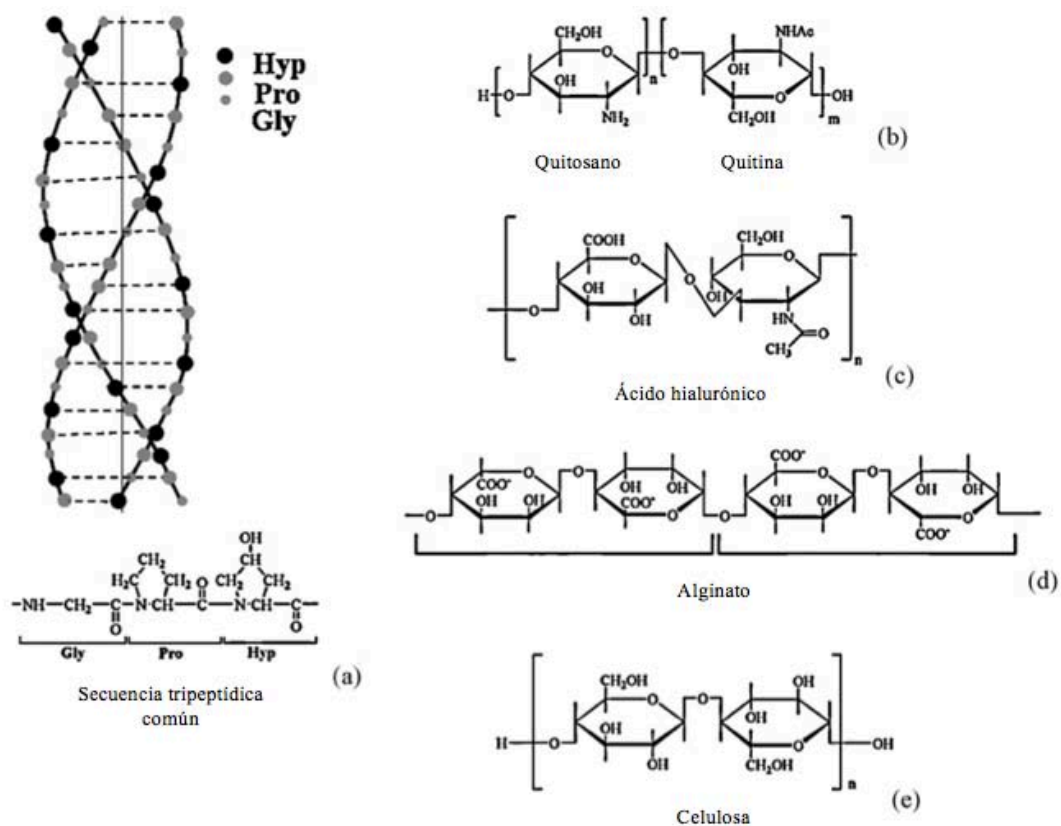 Hyp
Pro
Gly
OH
CH₂ CH
H₂C CH₂ O CH₂ CH₂
NH CH₂ C N CH C N CH C
O O
Gly Pro Hyp
Secuencia tripeptídica
común
(a)
CH₂OH NHAc
O O
OH n OH
H O O OH
NH₂ CH₂OH m
(b)
Quitosano Quitina
COOH CH₂OH
O O
OH O OH
O OH HN O
CH₃ n
(c)
Ácido hialurónico
COO⁻
O O OH OH O O OH OH
COO⁻
OH OH COO⁻ O OH OH O
O O COO⁻
(d)
Alginato
CH₂OH OH
O O
OH OH
H O O OH
OH CH₂OH n
(e)
Celulosa